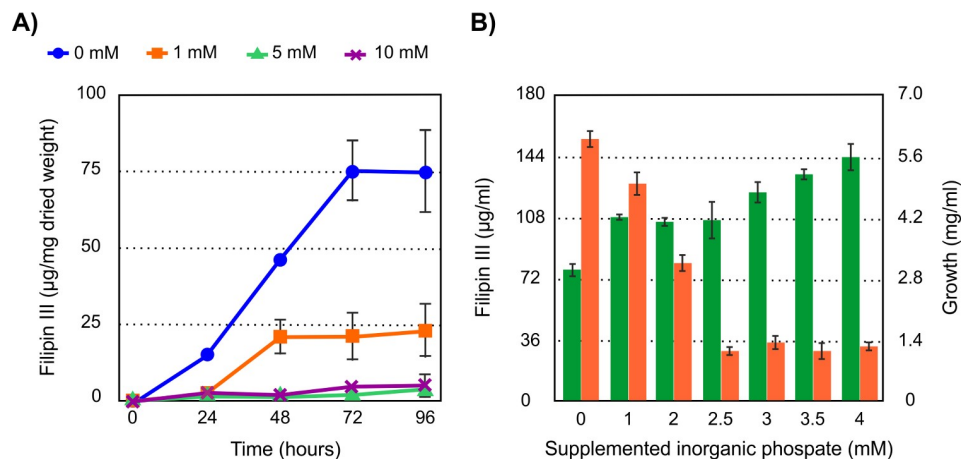 A)
0 mM 1 mM 5 mM 10 mM
Filipin III (µg/mg dried weight)
100
75
50
25
0
0 24 48 72 96
Time (hours)
B)
Filipin III (µg/ml)
180
144
108
72
36
0
7.0
5.6
4.2
2.8
1.4
0
Growth (mg/ml)
0 1 2 2.5 3 3.5 4
Supplemented inorganic phospate (mM)